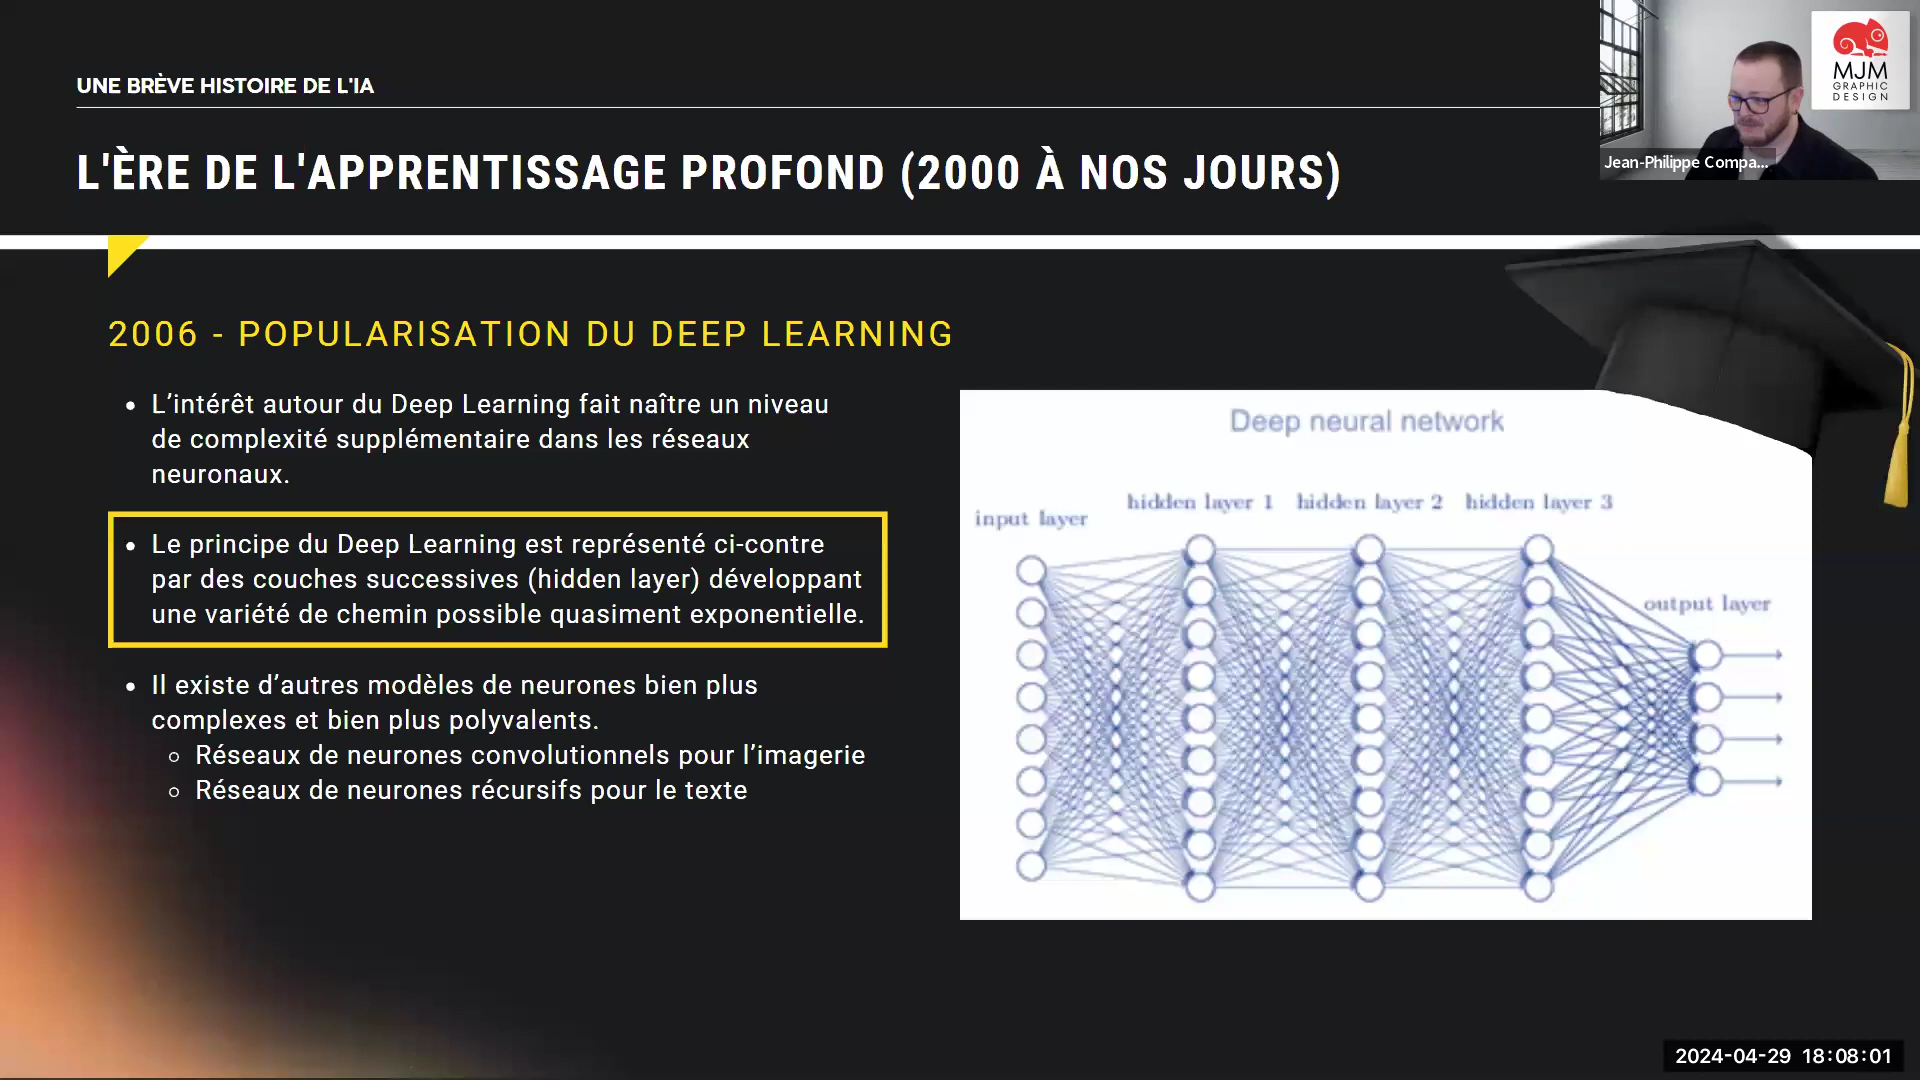 UNE BRÈVE HISTOIRE DE L'IA
L'ÈRE DE L'APPRENTISSAGE PROFOND (2000 À NOS JOURS)
MJM
GRAPHIC
DESIGN
Jean-Philippe Compa...
2006 - POPULARISATION DU DEEP LEARNING
• L’intérêt autour du Deep Learning fait naître un niveau
de complexité supplémentaire dans les réseaux
neuronaux.
• Le principe du Deep Learning est représenté ci-contre
par des couches successives (hidden layer) développant
une variété de chemin possible quasiment exponentielle.
• Il existe d’autres modèles de neurones bien plus
complexes et bien plus polyvalents.
○ Réseaux de neurones convolutionnels pour l’imagerie
○ Réseaux de neurones récursifs pour le texte
Deep neural network
input layer
hidden layer 1 hidden layer 2 hidden layer 3
output layer
2024-04-29 18:08:01